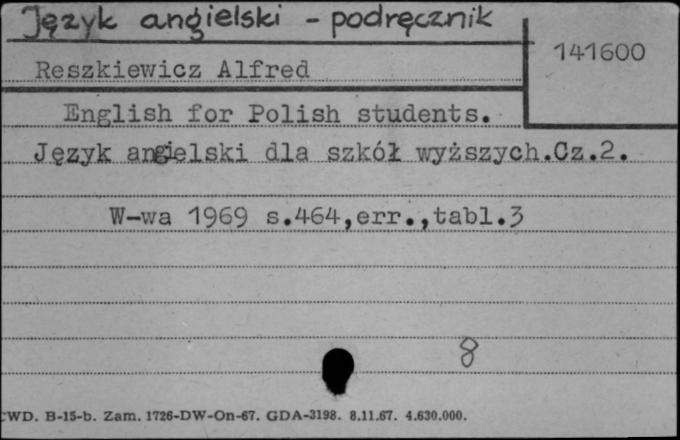 Język angielski - podręcznik
141600
Reszkiewicz Alfred
English for Polish students.
Język angielski dla szkół wyższych.Cz.2.
W-wa 1969 s.464,err.,tabl.3
8
WD. B-15-b. Zam. 1726-DW-On-67. GDA-3198. 8.11.67. 4.630.000.